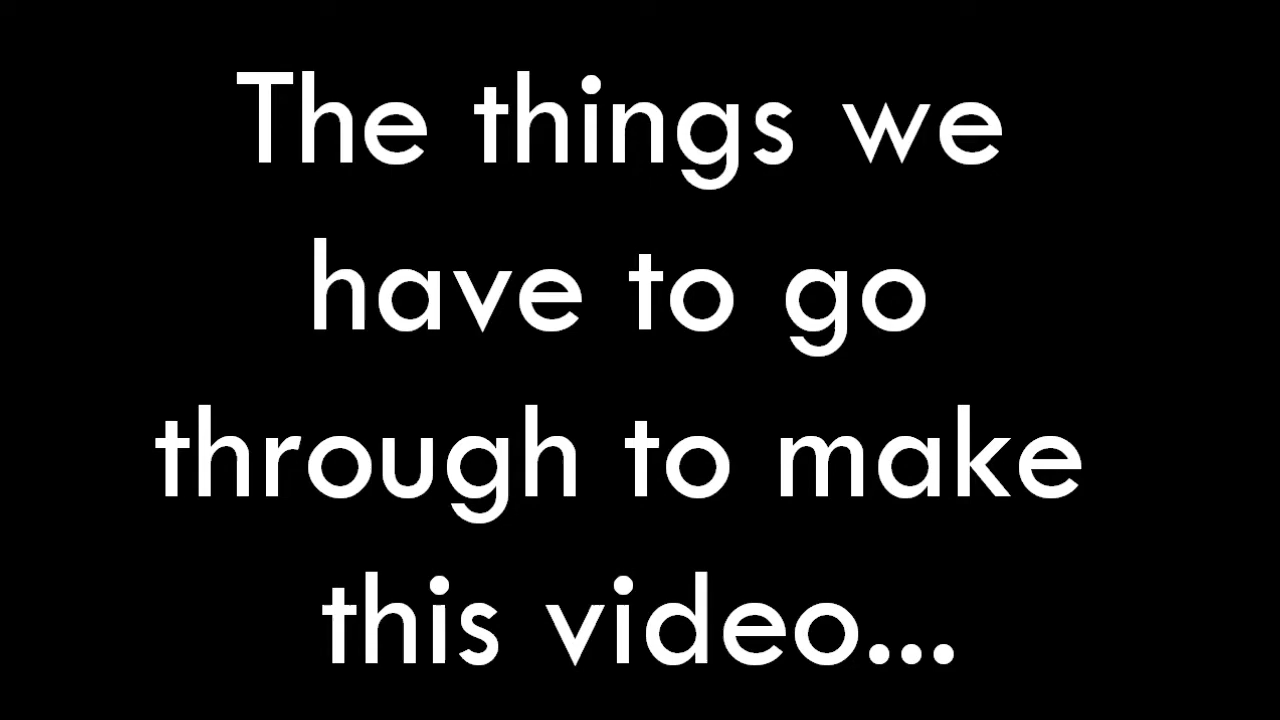 The things we
have to go
through to make
this video...